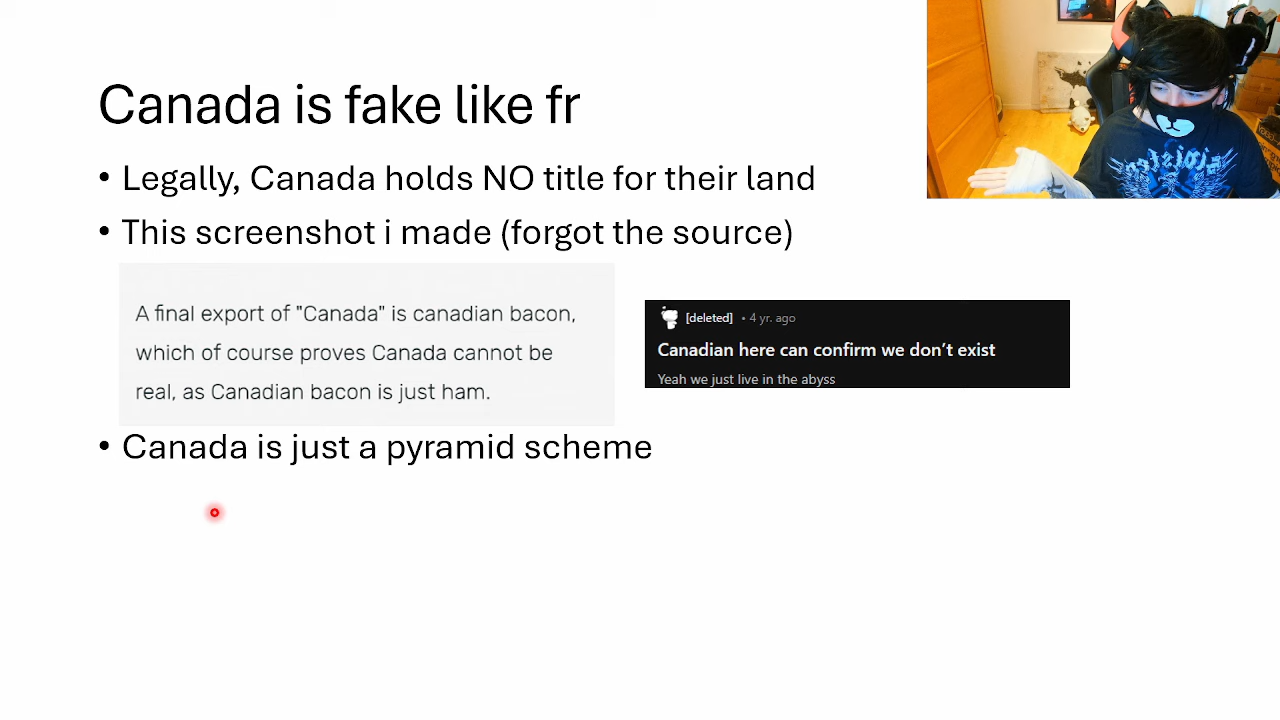 Canada is fake like fr
• Legally, Canada holds NO title for their land
• This screenshot i made (forgot the source)
A final export of "Canada" is canadian bacon,
which of course proves Canada cannot be
real, as Canadian bacon is just ham.
[deleted] • 4 yr. ago
Canadian here can confirm we don’t exist
Yeah we just live in the abyss
• Canada is just a pyramid scheme